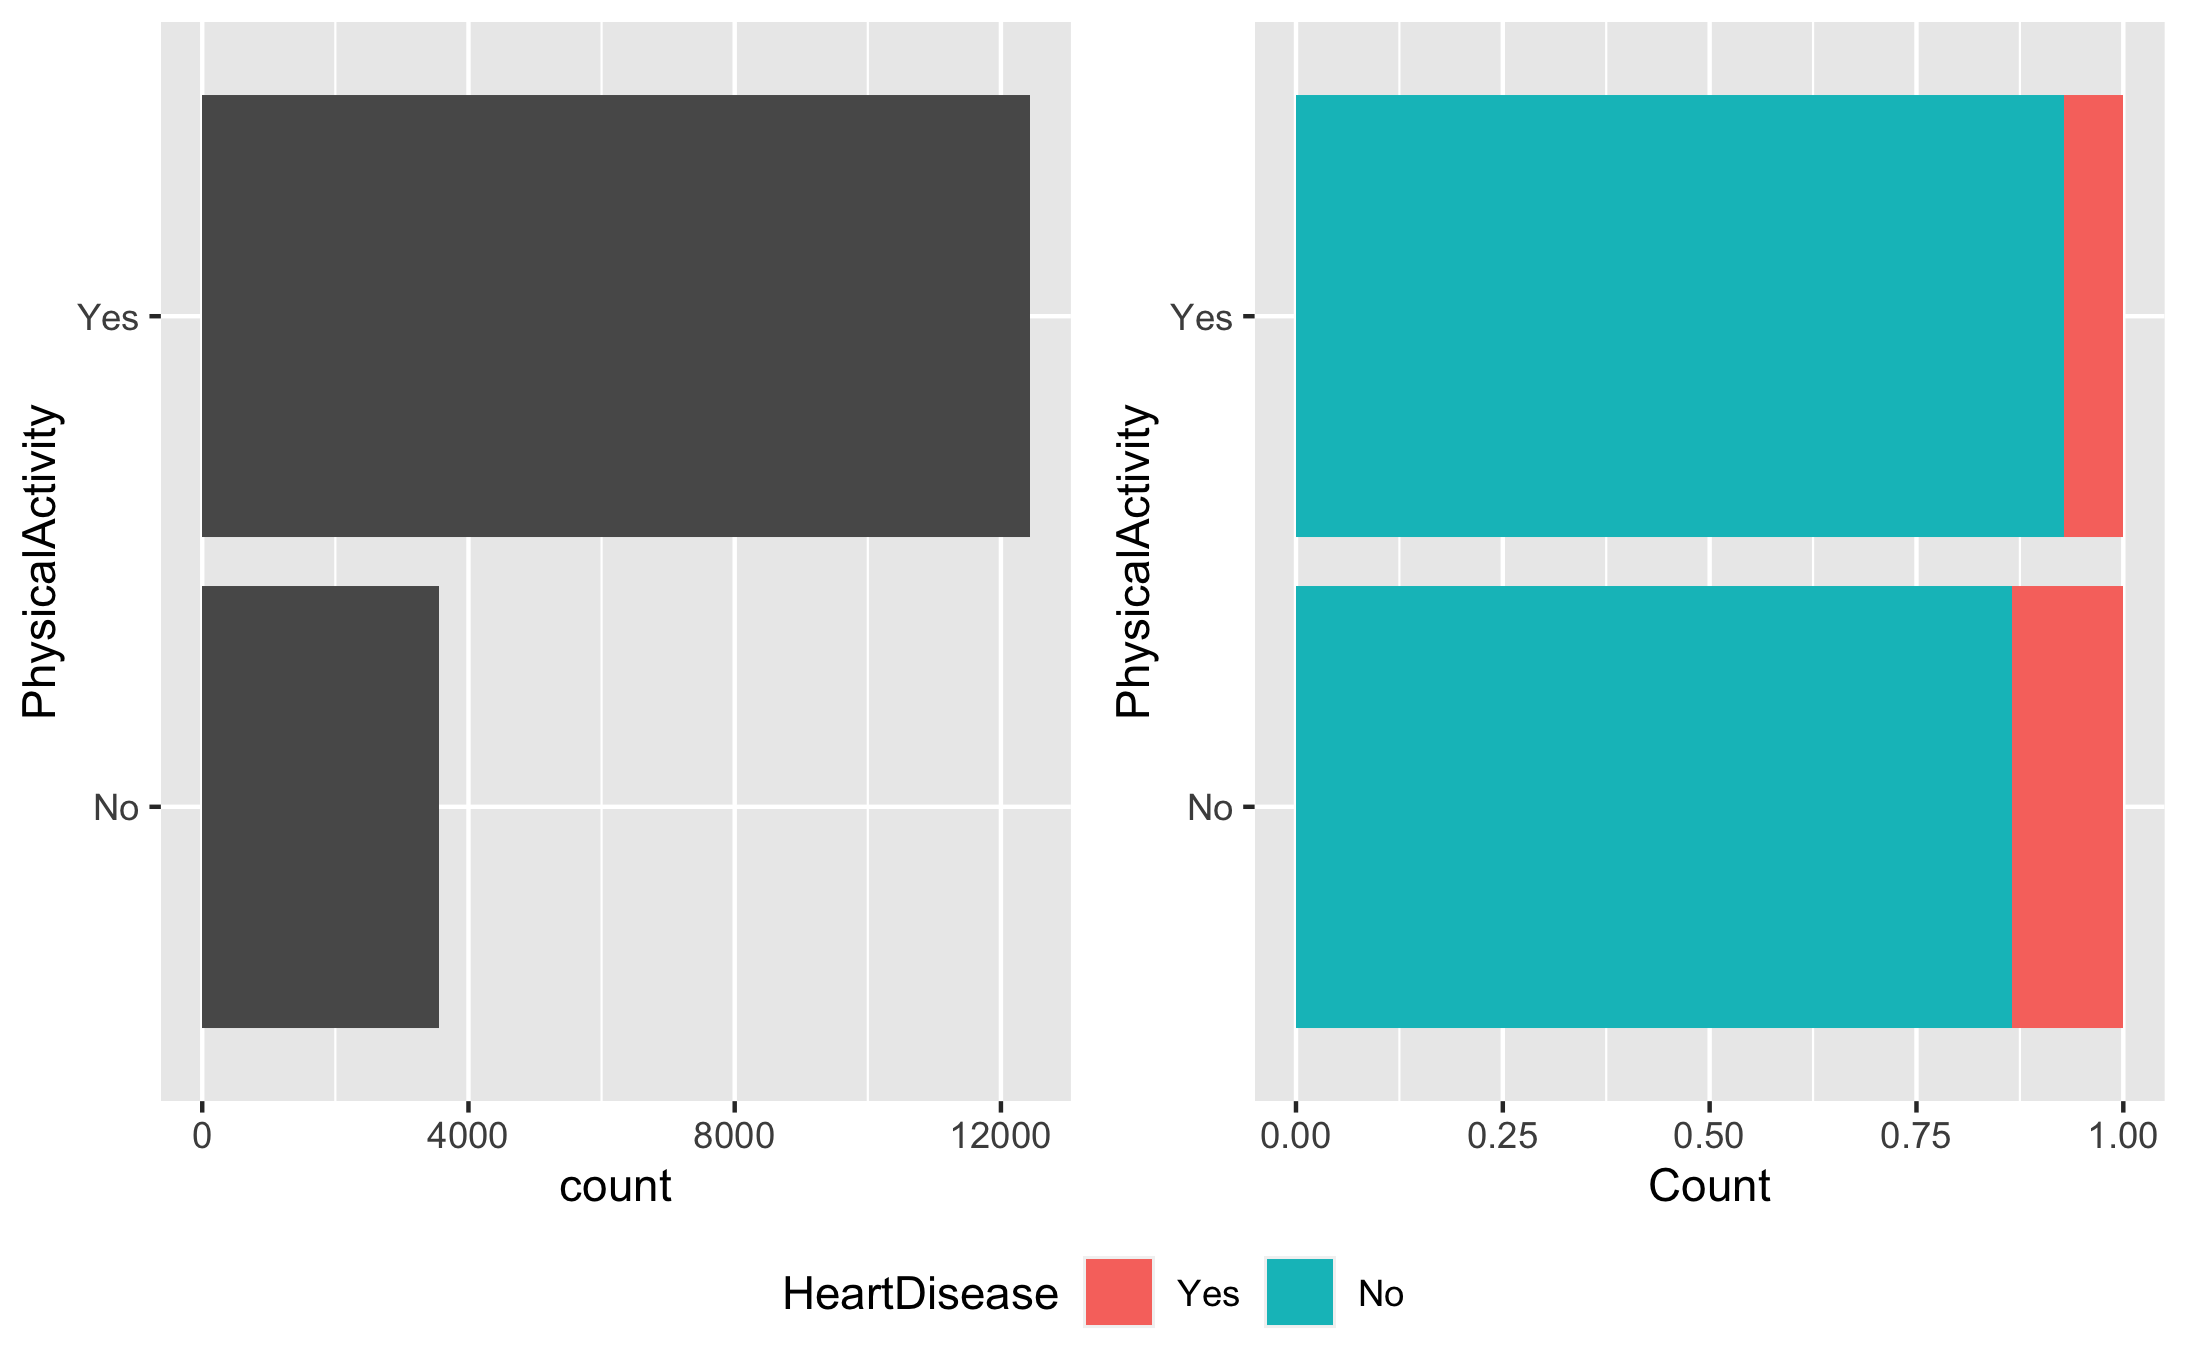 PhysicalActivity
Yes
No
0 4000 8000 12000
count
PhysicalActivity
Yes
No
0.00 0.25 0.50 0.75 1.00
Count
HeartDisease Yes No